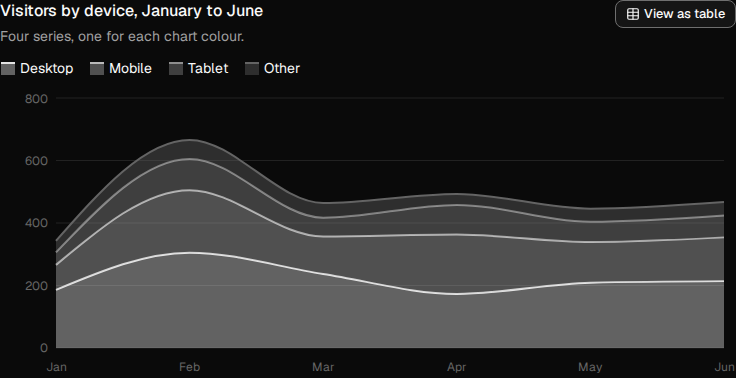 Visitors by device, January to June
View as table
Four series, one for each chart colour.
Desktop Mobile Tablet Other
800
600
400
200
0
Jan Feb Mar Apr May Jun